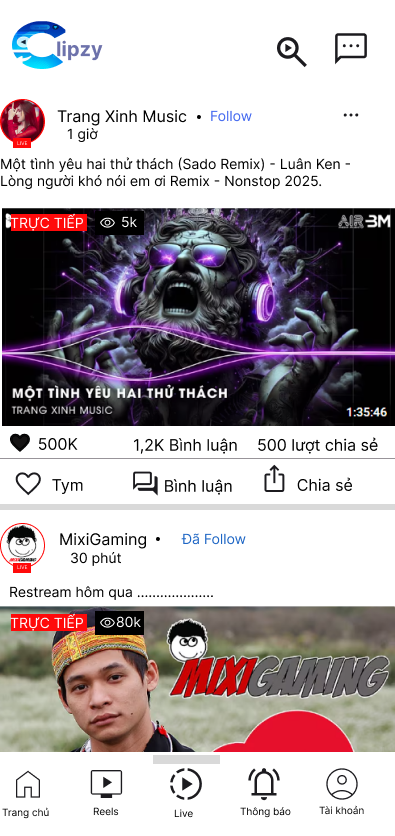 Clipzy
Trang Xinh Music • Follow
1 giờ
LIVE
Một tình yêu hai thử thách (Sado Remix) - Luân Ken -
Lòng người khó nói em ơi Remix - Nonstop 2025.
TRỰC TIẾP 5k
AIR BM
MỘT TÌNH YÊU HAI THỬ THÁCH
TRANG XINH MUSIC
1:35:46
500K 1,2K Bình luận 500 lượt chia sẻ
Tym Bình luận Chia sẻ
MixiGaming • Đã Follow
30 phút
MIXIGAMING
LIVE
Restream hôm qua ...................
TRỰC TIẾP 80k
MIXIGAMING
Trang chủ Reels Live Thông báo Tài khoản